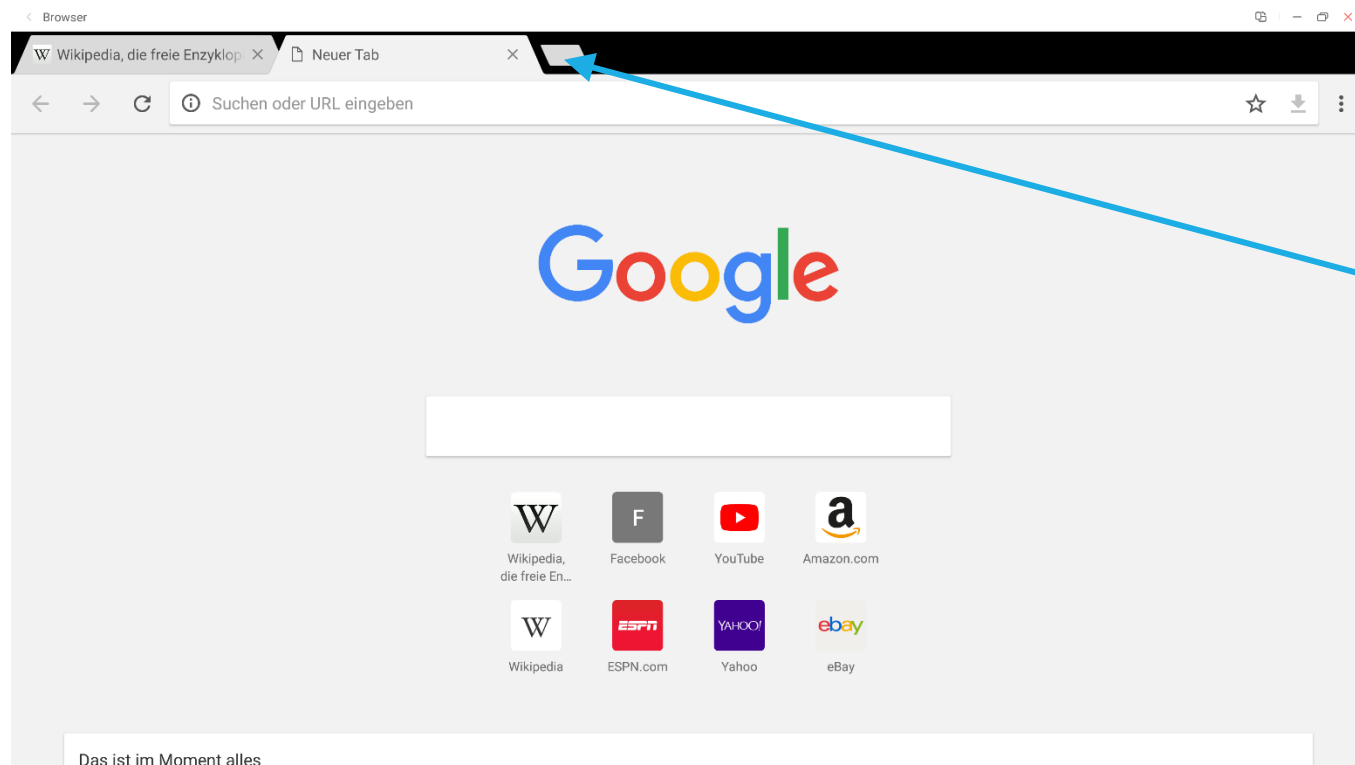 Browser
Wikipedia, die freie Enzyklop
Neuer Tab
Suchen oder URL eingeben
Google
W
F
a
Wikipedia,
die freie En...
Facebook
YouTube
Amazon.com
W
ESPN
YAHOO!
ebay
Wikipedia
ESPN.com
Yahoo
eBay
Das ist im Moment alles